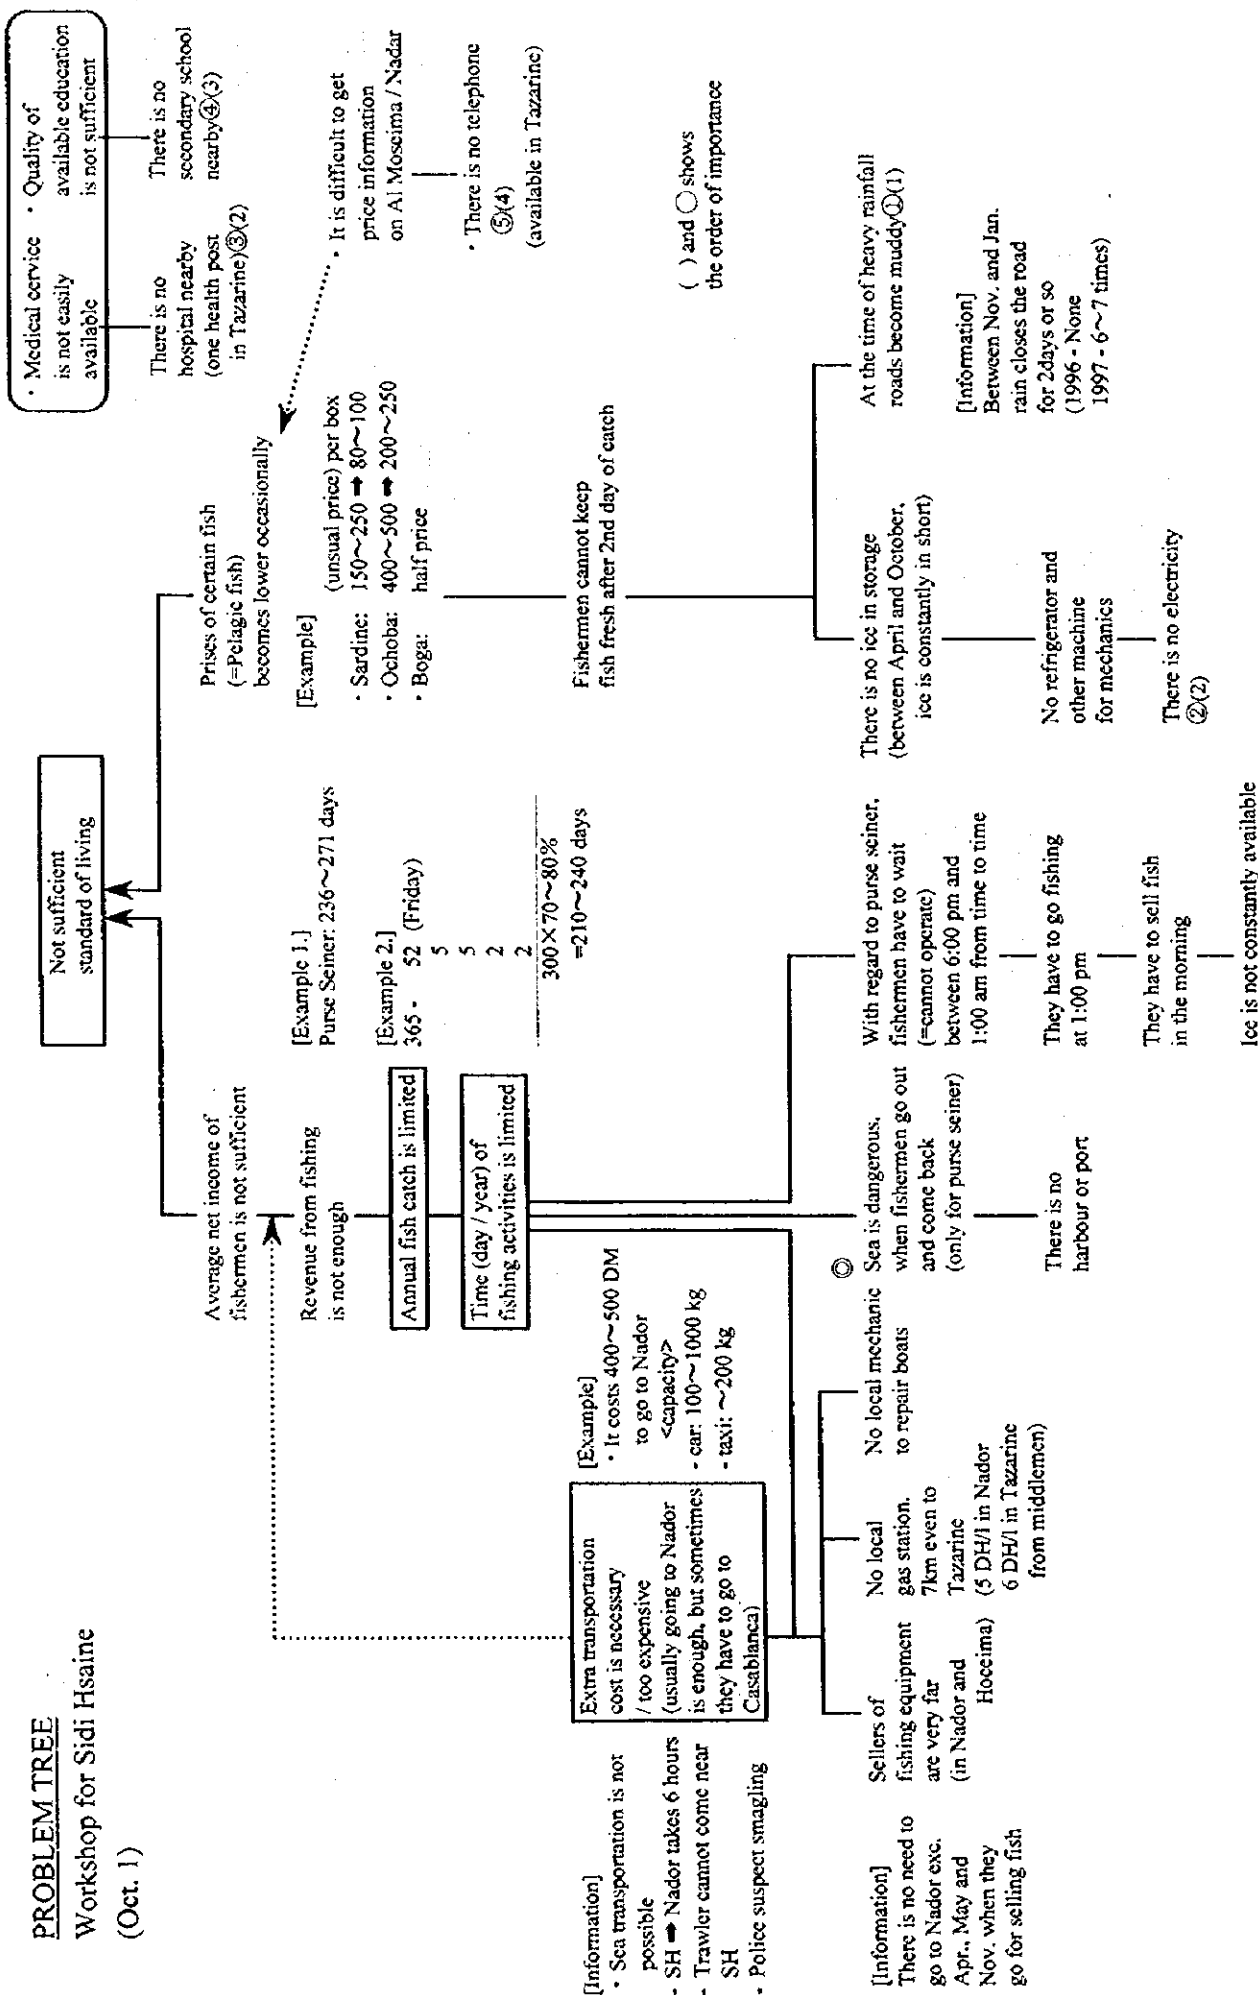 PROBLEM TREE
Workshop for Sidi Hsaine
(Oct. 1)
Not sufficient
standard of living
· Medical cervice
is not easily
available
· Quality of
available education
is not sufficient
There is no
hospital nearby
(one health post
in Tazarine)③(2)
There is no
secondary school
nearby④(3)
Average net income of
fishermen is not sufficient
Revenue from fishing
is not enough
Annual fish catch is limited
Time (day / year) of
fishing activities is limited
[Example 1.]
Purse Seiner: 236~271 days
[Example 2.]
365 - 52 (Friday)
5
5
2
2
300×70~80%
=210~240 days
Prises of certain fish
(=Pelagic fish)
becomes lower occasionally
[Example]
(unsual price) per box
· Sardine: 150~250 ➡ 80~100
· Ochoba: 400~500 ➡ 200~250
· Boga: half price
· It is difficult to get
price information
on Al Moscima / Nadar
· There is no telephone
⑤(4)
(available in Tazarine)
Fishermen cannot keep
fish fresh after 2nd day of catch
( ) and ○ shows
the order of importance
[Information]
· Sea transportation is not
possible
- SH ➡ Nador takes 6 hours
- Trawler cannot come near
SH
- Police suspect smagling
Extra transportation
cost is necessary
/ too expensive
(usually going to Nador
is enough, but sometimes
they have to go to
Casablanca)
[Example]
· It costs 400~500 DM
to go to Nador
<capacity>
- car: 100~1000 kg
- taxi: ~200 kg
[Information]
There is no need to
go to Nador exc.
Apr., May and
Nov. when they
go for selling fish
Sellers of
fishing equipment
are very far
(in Nador and
Hoceima)
No local
gas station.
7km even to
Tazarine
(5 DH/l in Nador
6 DH/l in Tazarine
from middlemen)
No local mechanic
to repair boats
◎
Sea is dangerous,
when fishermen go out
and come back
(only for purse seiner)
There is no
harbour or port
With regard to purse seiner,
fishermen have to wait
(=cannot operate)
between 6:00 pm and
1:00 am from time to time
They have to go fishing
at 1:00 pm
They have to sell fish
in the morning
Ice is not constantly available
There is no ice in storage
(between April and October,
ice is constantly in short)
No refrigerator and
other machine
for mechanics
There is no electricity
②(2)
At the time of heavy rainfall
roads become muddy①(1)
[Information]
Between Nov. and Jan.
rain closes the road
for 2days or so
(1996 - None
1997 - 6~7 times)